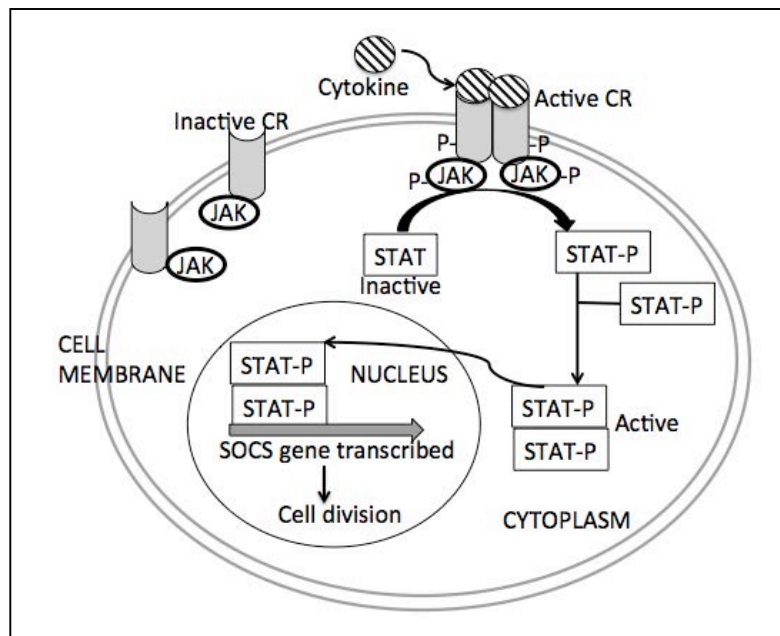 Cytokine
Active CR
Inactive CR
P-
-P
P-
JAK
JAK
-P
JAK
JAK
STAT
Inactive
STAT-P
STAT-P
CELL
MEMBRANE
STAT-P
NUCLEUS
STAT-P
STAT-P
Active
STAT-P
SOCS gene transcribed
Cell division
CYTOPLASM